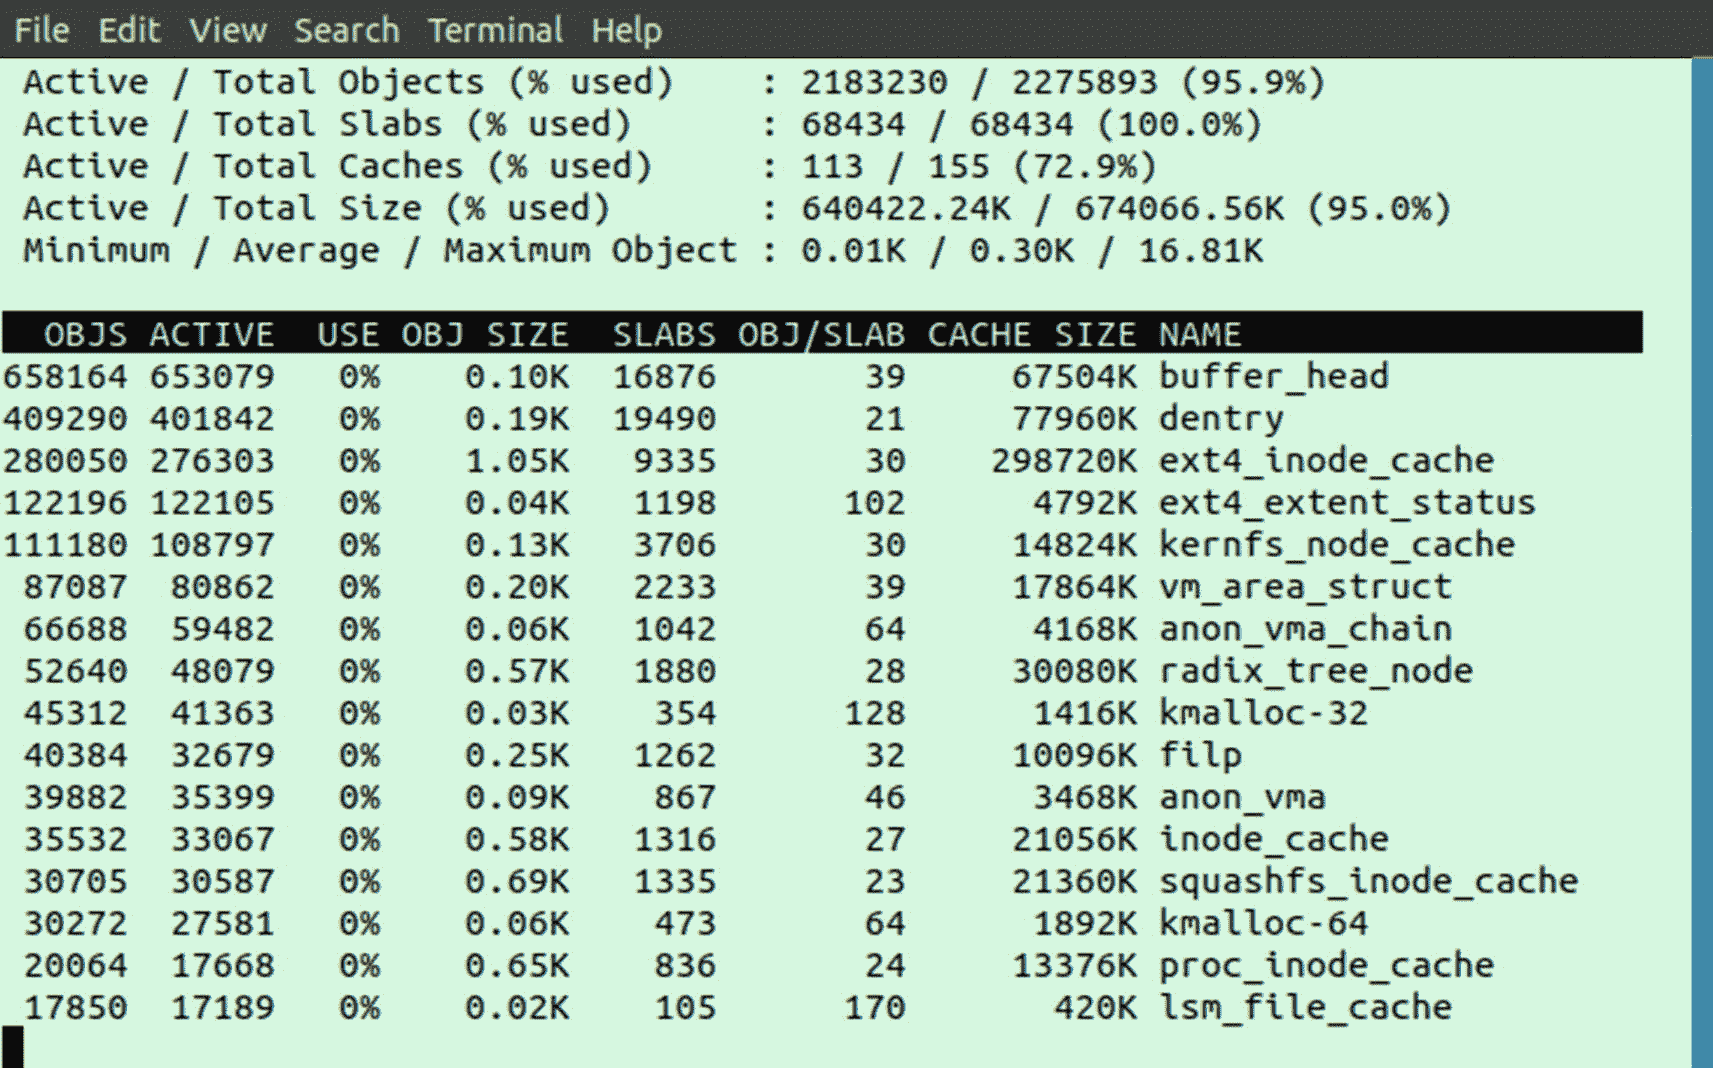 File Edit View Search Terminal Help
Active / Total Objects (% used) : 2183230 / 2275893 (95.9%)
Active / Total Slabs (% used) : 68434 / 68434 (100.0%)
Active / Total Caches (% used) : 113 / 155 (72.9%)
Active / Total Size (% used) : 640422.24K / 674066.56K (95.0%)
Minimum / Average / Maximum Object : 0.01K / 0.30K / 16.81K
OBJS ACTIVE USE OBJ SIZE SLABS OBJ/SLAB CACHE SIZE NAME
658164 653079 0% 0.10K 16876 39 67504K buffer_head
409290 401842 0% 0.19K 19490 21 77960K dentry
280050 276303 0% 1.05K 9335 30 298720K ext4_inode_cache
122196 122105 0% 0.04K 1198 102 4792K ext4_extent_status
111180 108797 0% 0.13K 3706 30 14824K kernfs_node_cache
87087 80862 0% 0.20K 2233 39 17864K vm_area_struct
66688 59482 0% 0.06K 1042 64 4168K anon_vma_chain
52640 48079 0% 0.57K 1880 28 30080K radix_tree_node
45312 41363 0% 0.03K 354 128 1416K kmalloc-32
40384 32679 0% 0.25K 1262 32 10096K filp
39882 35399 0% 0.09K 867 46 3468K anon_vma
35532 33067 0% 0.58K 1316 27 21056K inode_cache
30705 30587 0% 0.69K 1335 23 21360K squashfs_inode_cache
30272 27581 0% 0.06K 473 64 1892K kmalloc-64
20064 17668 0% 0.65K 836 24 13376K proc_inode_cache
17850 17189 0% 0.02K 105 170 420K lsm_file_cache